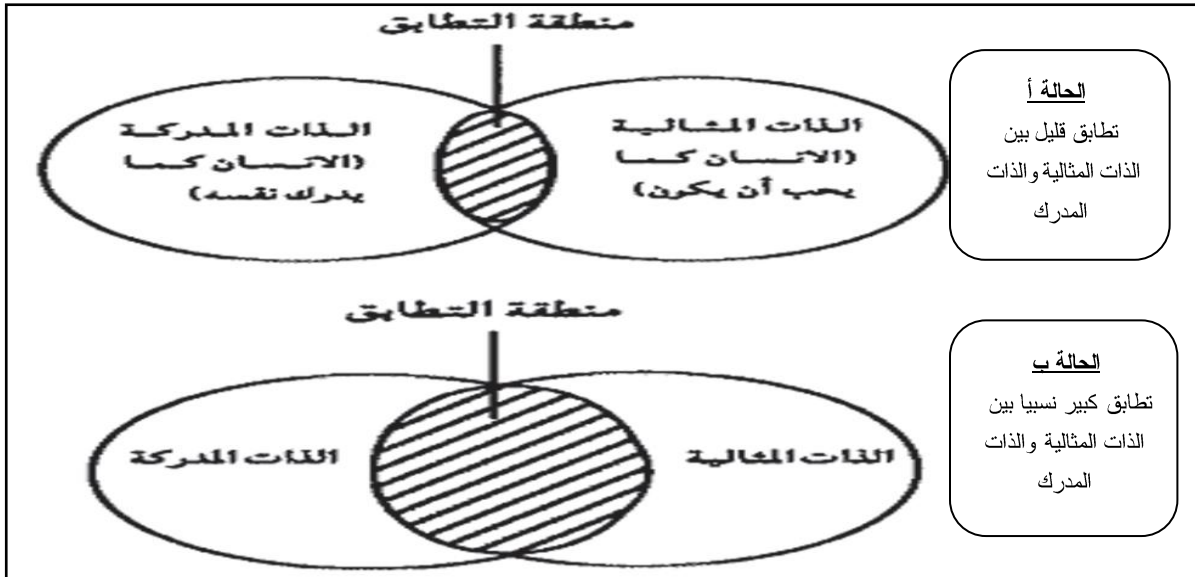 منطقة التطابق
الذات المثالية
(الانسان كما
يحب أن يكون)
الذات المدركة
(الانسان كما
يدرك نفسه)
الحالة أ
تطابق قليل بين
الذات المثالية والذات
المدرك
منطقة التطابق
الذات المثالية
الذات المدركة
الحالة ب
تطابق كبير نسبيا بين
الذات المثالية والذات
المدرك